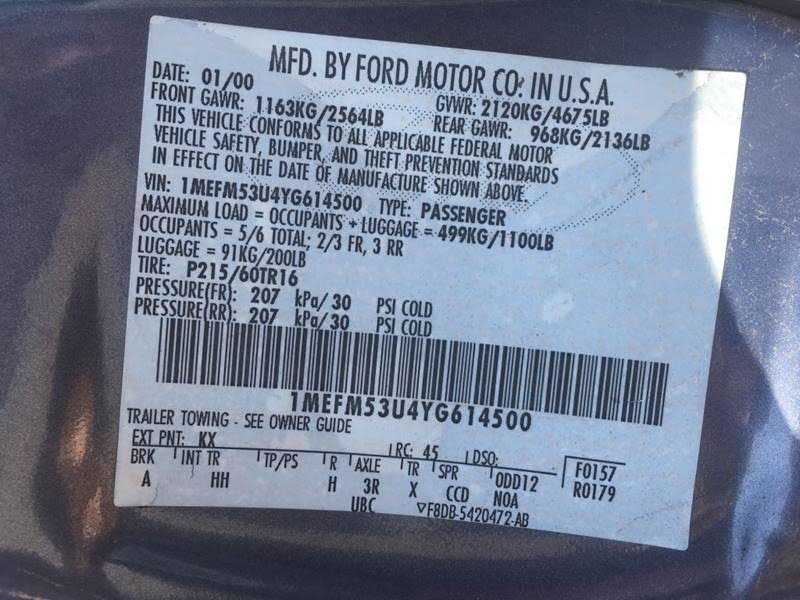 MFD. BY FORD MOTOR CO. IN U.S.A.
DATE: 01/00 GVWR: 2120KG/4675LB
FRONT GAWR: 1163KG/2564LB REAR GAWR: 968KG/2136LB
THIS VEHICLE CONFORMS TO ALL APPLICABLE FEDERAL MOTOR
VEHICLE SAFETY, BUMPER, AND THEFT PREVENTION STANDARDS
IN EFFECT ON THE DATE OF MANUFACTURE SHOWN ABOVE.
VIN: 1MEFM53U4YG614500 TYPE: PASSENGER
MAXIMUM LOAD = OCCUPANTS + LUGGAGE = 499KG/1100LB
OCCUPANTS = 5/6 TOTAL; 2/3 FR, 3 RR
LUGGAGE = 91KG/200LB
TIRE: P215/60TR16
PRESSURE(FR): 207 kPa/30 PSI COLD
PRESSURE(RR): 207 kPa/30 PSI COLD
1MEFM53U4YG614500
TRAILER TOWING - SEE OWNER GUIDE
EXT PNT: KX RC: 45 DSO: F0157
BRK INT TR TP/PS R AXLE TR SPR ODD12 R0179
A HH H 3R X CCD NOA
UBC ▽F8DB-5420472-AB